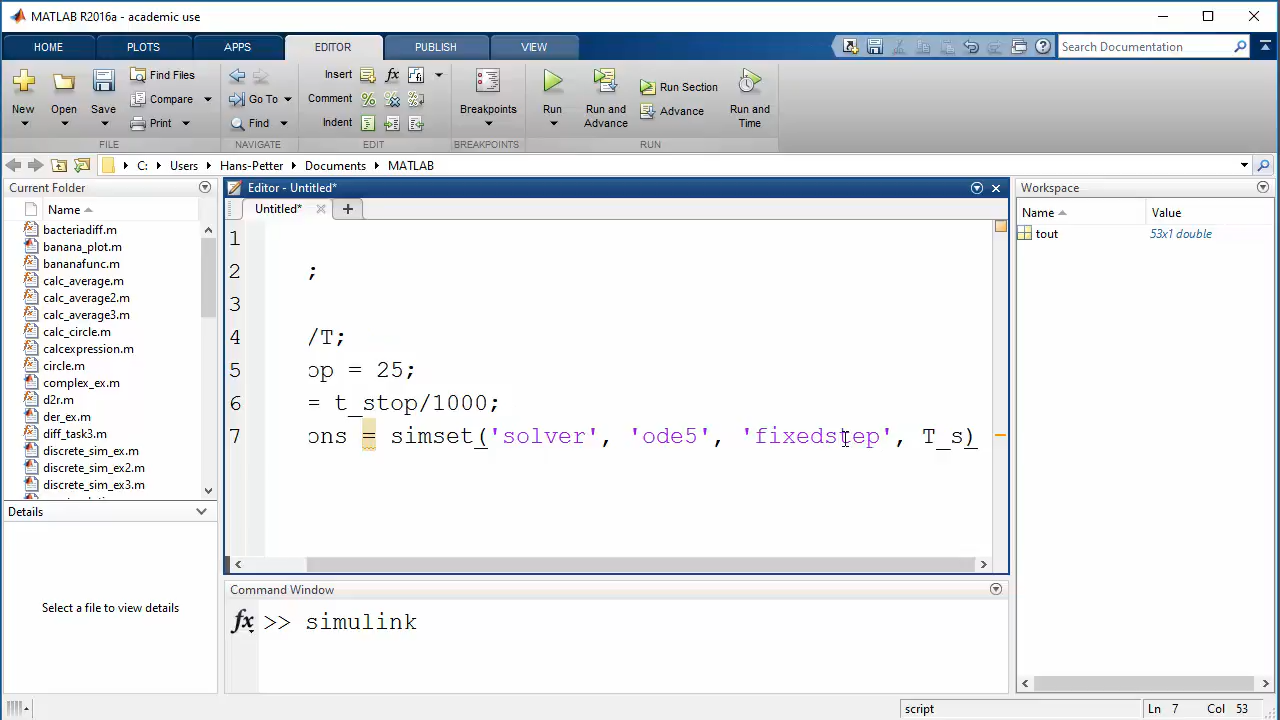 MATLAB R2016a - academic use
HOME PLOTS APPS EDITOR PUBLISH VIEW Search Documentation
New Open Save Find Files Compare Print Insert fx Comment Indent Go To Find Breakpoints Run Run and Advance Run Section Advance Run and Time
FILE NAVIGATE EDIT BREAKPOINTS RUN
C: Users Hans-Petter Documents MATLAB
Current Folder
Name
bacteriadiff.m
banana_plot.m
bananafunc.m
calc_average.m
calc_average2.m
calc_average3.m
calc_circle.m
calcexpression.m
circle.m
complex_ex.m
d2r.m
der_ex.m
diff_task3.m
discrete_sim_ex.m
discrete_sim_ex2.m
discrete_sim_ex3.m
Details
Select a file to view details
Editor - Untitled*
Untitled*
1
2 ;
3
4 /T;
5 op = 25;
6 = t_stop/1000;
7 ons = simset('solver', 'ode5', 'fixedstep', T_s)
Command Window
fx >> simulink
Workspace
Name Value
tout 53x1 double
script Ln 7 Col 53